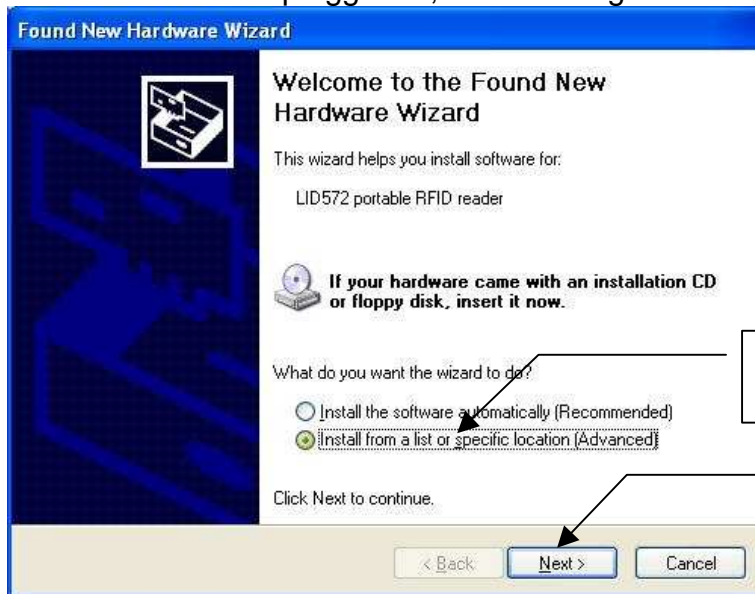 Found New Hardware Wizard
Welcome to the Found New
Hardware Wizard
This wizard helps you install software for:
LID572 portable RFID reader
If your hardware came with an installation CD
or floppy disk, insert it now.
What do you want the wizard to do?
Install the software automatically (Recommended)
Install from a list or specific location (Advanced)
Click Next to continue.
< Back Next > Cancel